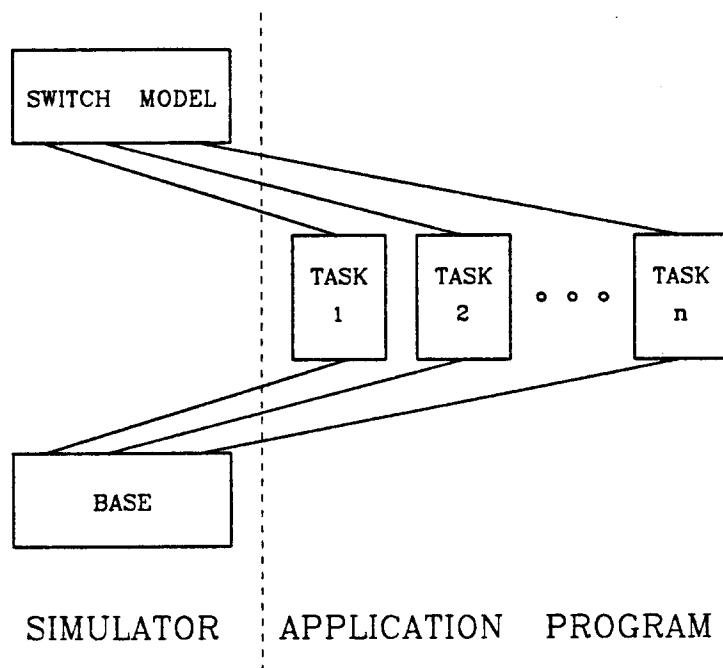 SWITCH MODEL
TASK
1
TASK
2
TASK
n
BASE
SIMULATOR
APPLICATION PROGRAM